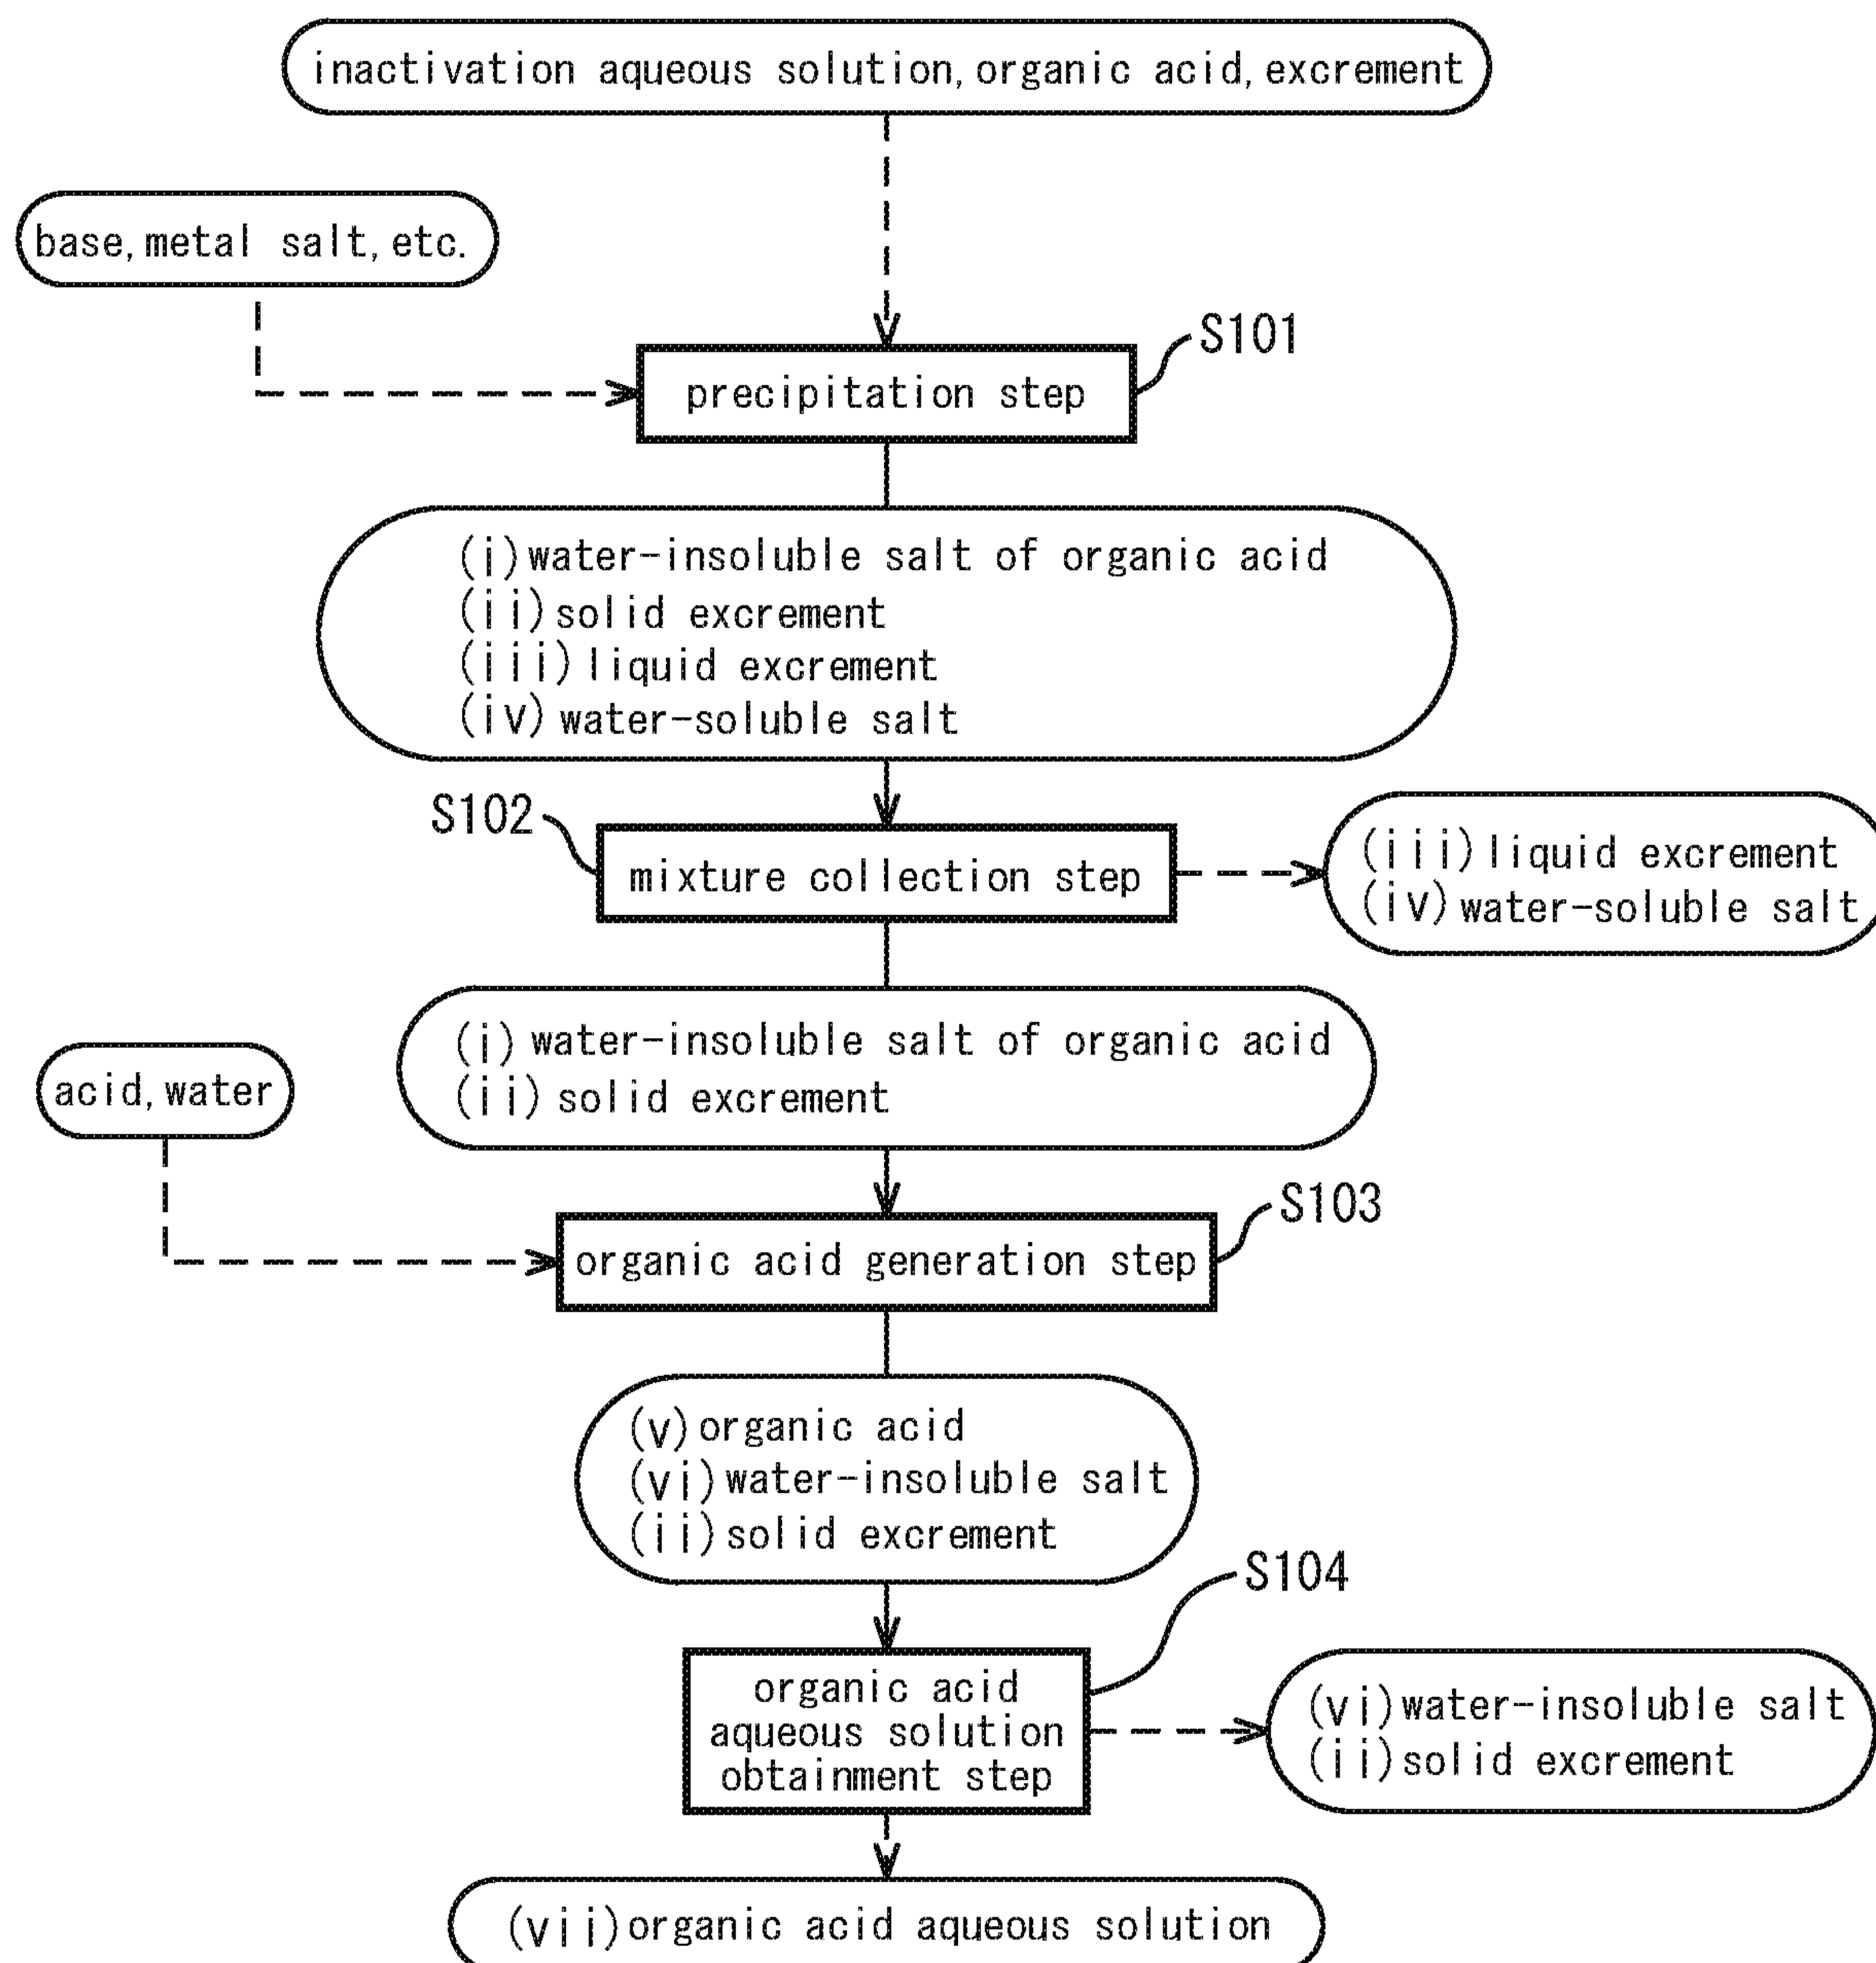 inactivation aqueous solution, organic acid, excrement
base, metal salt, etc.
S101
precipitation step
(i) water-insoluble salt of organic acid
(ii) solid excrement
(iii) liquid excrement
(iv) water-soluble salt
S102
mixture collection step
(iii) liquid excrement
(iv) water-soluble salt
(i) water-insoluble salt of organic acid
(ii) solid excrement
acid, water
S103
organic acid generation step
(v) organic acid
(vi) water-insoluble salt
(ii) solid excrement
S104
organic acid
aqueous solution
obtainment step
(vi) water-insoluble salt
(ii) solid excrement
(vii) organic acid aqueous solution